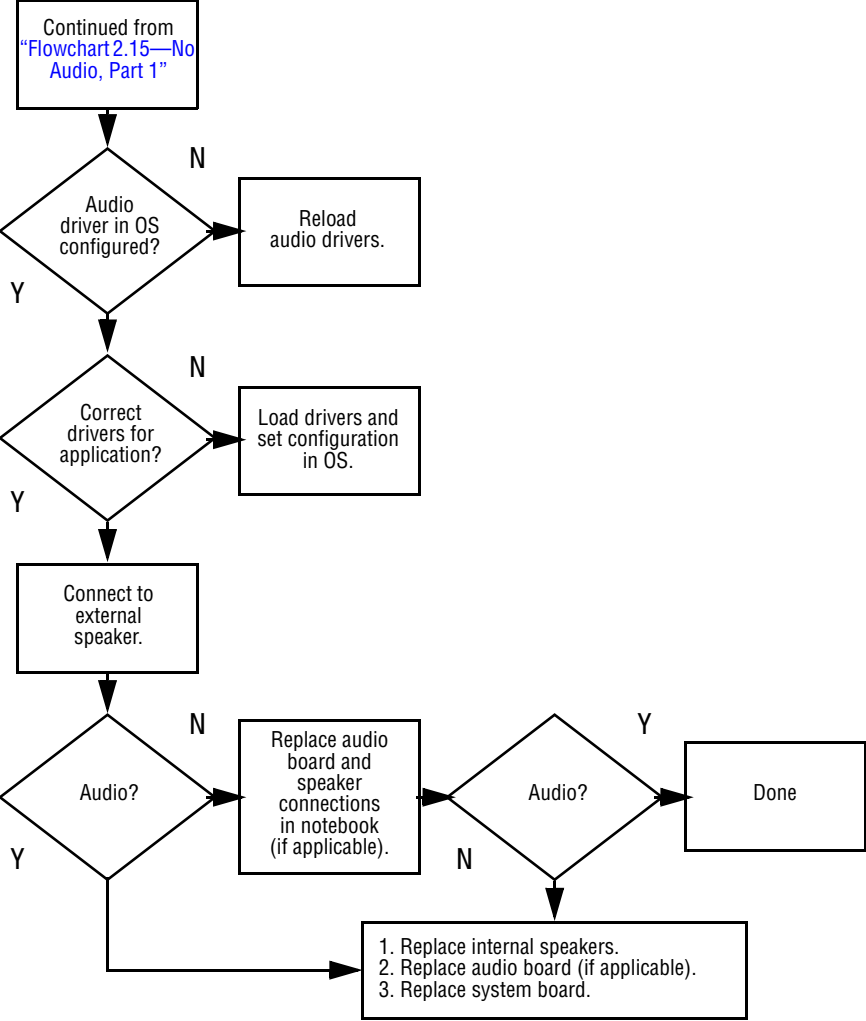 Continued from
“Flowchart 2.15—No
Audio, Part 1”
N
Audio
driver in OS
configured?
Reload
audio drivers.
Y
N
Correct
drivers for
application?
Load drivers and
set configuration
in OS.
Y
Connect to
external
speaker.
N
Audio?
Replace audio
board and
speaker
connections
in notebook
(if applicable).
Y
Audio?
Done
Y
N
1. Replace internal speakers.
2. Replace audio board (if applicable).
3. Replace system board.